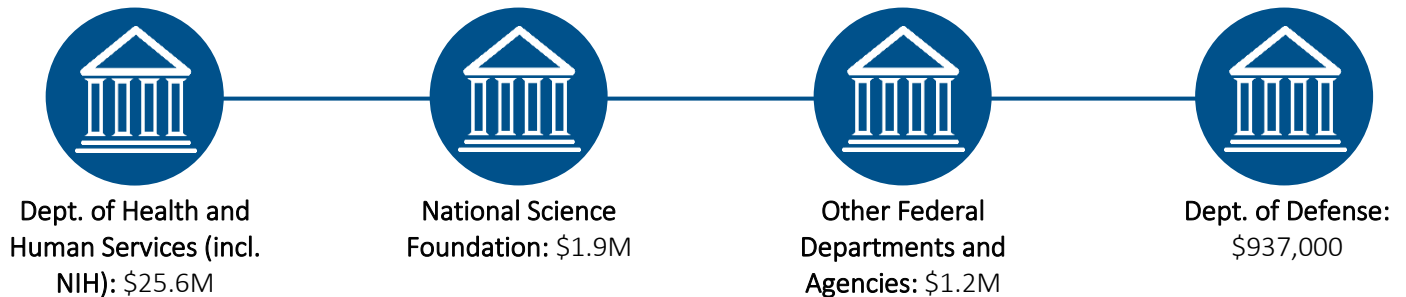 Dept. of Health and
Human Services (incl.
NIH): $25.6M
National Science
Foundation: $1.9M
Other Federal
Departments and
Agencies: $1.2M
Dept. of Defense:
$937,000